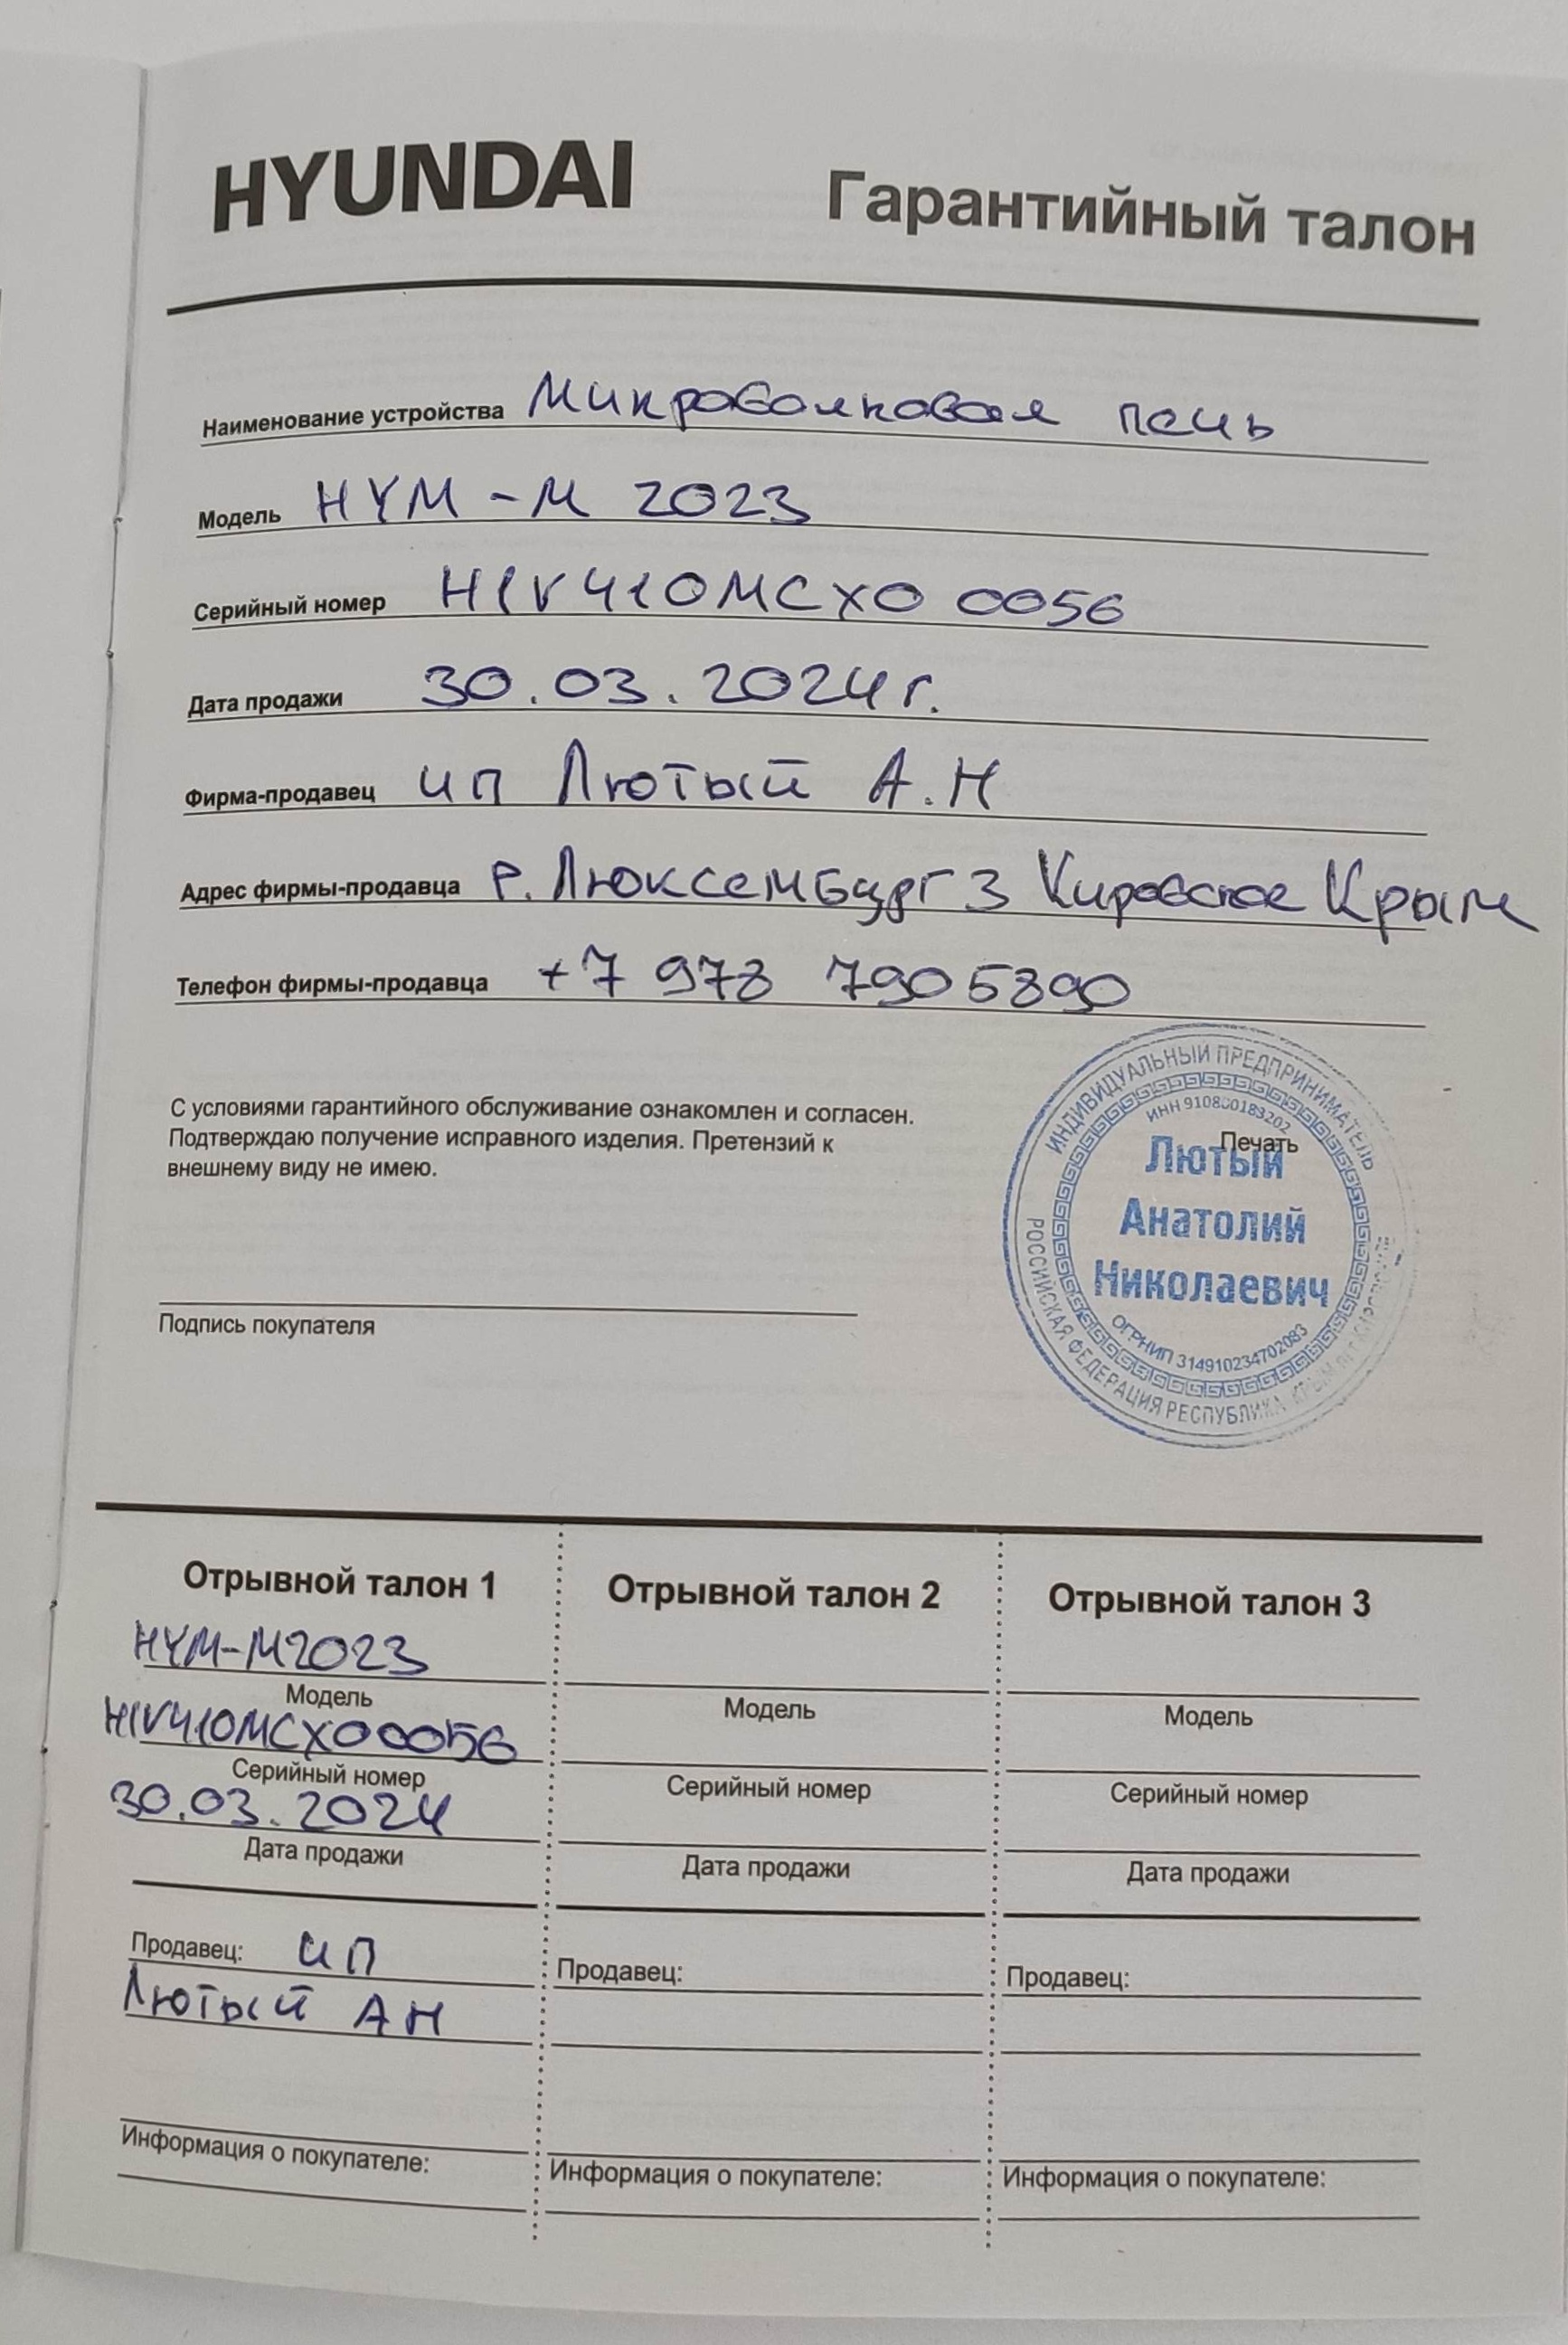 HYUNDAI Гарантийный талон
Наименование устройства Микроволновая печь
Модель HYM-M 2023
Серийный номер H1V410MCX0 0056
Дата продажи 30.03.2024г.
Фирма-продавец ИП Лютый А.Н
Адрес фирмы-продавца Р. Люксембург 3 Кировское Крым
Телефон фирмы-продавца +7 978 7905890
ИНДИВИДУАЛЬНЫЙ ПРЕДПРИНИМАТЕЛЬ
С условиями гарантийного обслуживание ознакомлен и согласен.
Подтверждаю получение исправного изделия. Претензий к
внешнему виду не имею.
Печать
Лютый
Анатолий
Николаевич
ОГРНИП 314910234702083
РОССИЙСКАЯ ФЕДЕРАЦИЯ РЕСПУБЛИКА КРЫМ
Подпись покупателя
Отрывной талон 1 Отрывной талон 2 Отрывной талон 3
HYM-M2023
Модель Модель Модель
H1V410MCX00056
Серийный номер Серийный номер Серийный номер
30.03.2024
Дата продажи Дата продажи Дата продажи
Продавец: ИП Продавец: Продавец:
Лютый АН
Информация о покупателе: Информация о покупателе: Информация о покупателе: